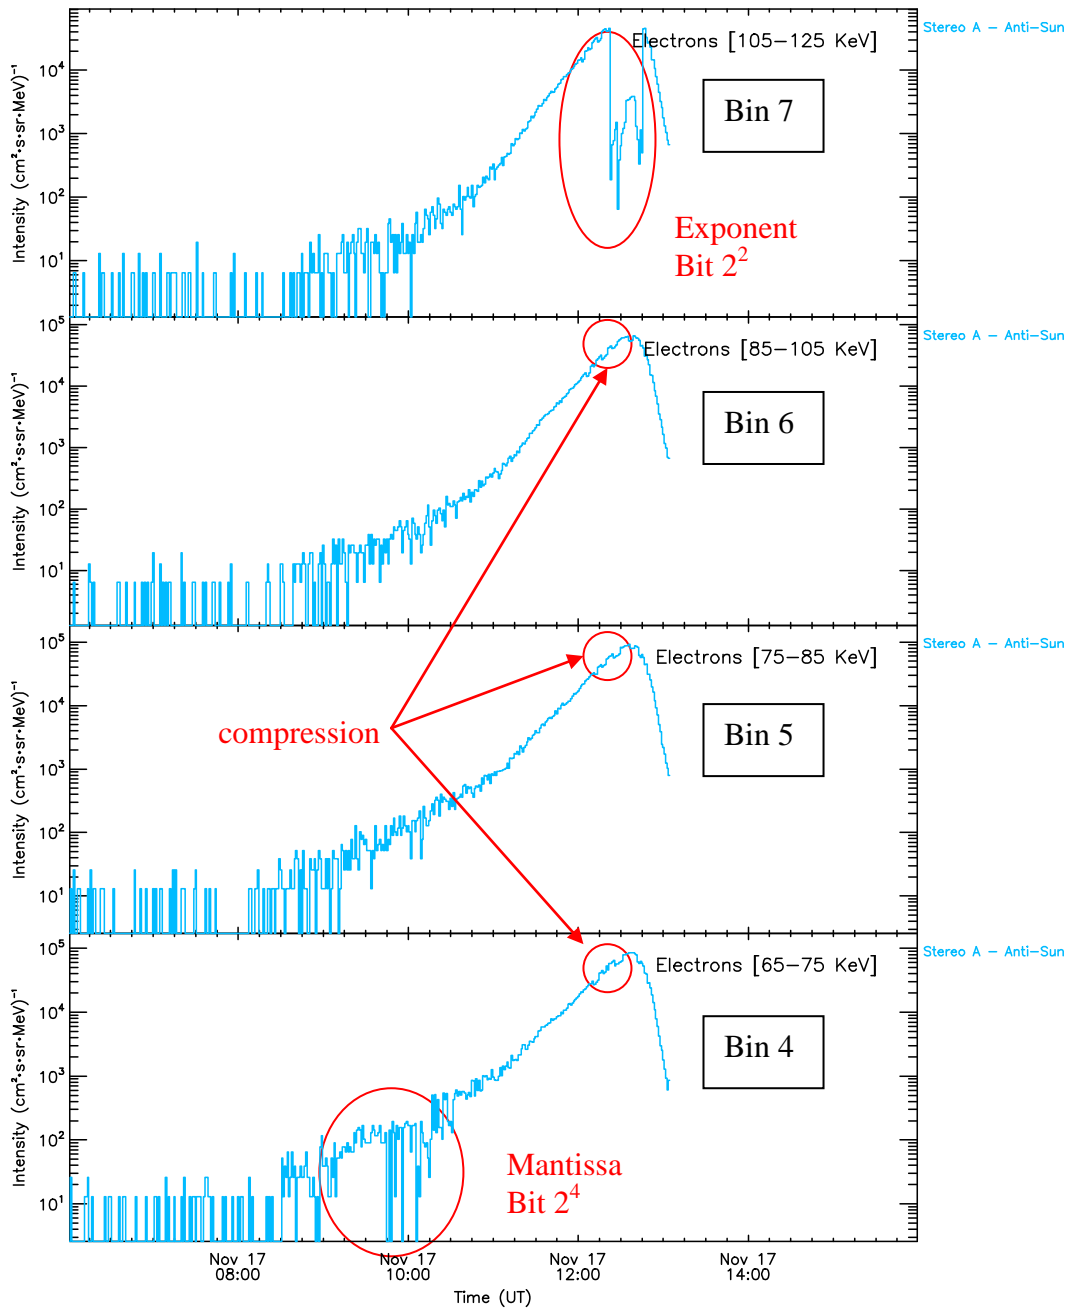 Stereo A – Anti–Sun
Electrons [105–125 KeV]
Bin 7
Exponent
Bit 2²
Intensity (cm²•s•sr•MeV)⁻¹
10⁴
10³
10²
10¹
Stereo A – Anti–Sun
Electrons [85–105 KeV]
Bin 6
Intensity (cm²•s•sr•MeV)⁻¹
10⁵
10⁴
10³
10²
10¹
Stereo A – Anti–Sun
Electrons [75–85 KeV]
Bin 5
compression
Intensity (cm²•s•sr•MeV)⁻¹
10⁵
10⁴
10³
10²
10¹
Stereo A – Anti–Sun
Electrons [65–75 KeV]
Bin 4
Mantissa
Bit 2⁴
Intensity (cm²•s•sr•MeV)⁻¹
10⁵
10⁴
10³
10²
10¹
Nov 17 Nov 17 Nov 17 Nov 17
08:00 10:00 12:00 14:00
Time (UT)